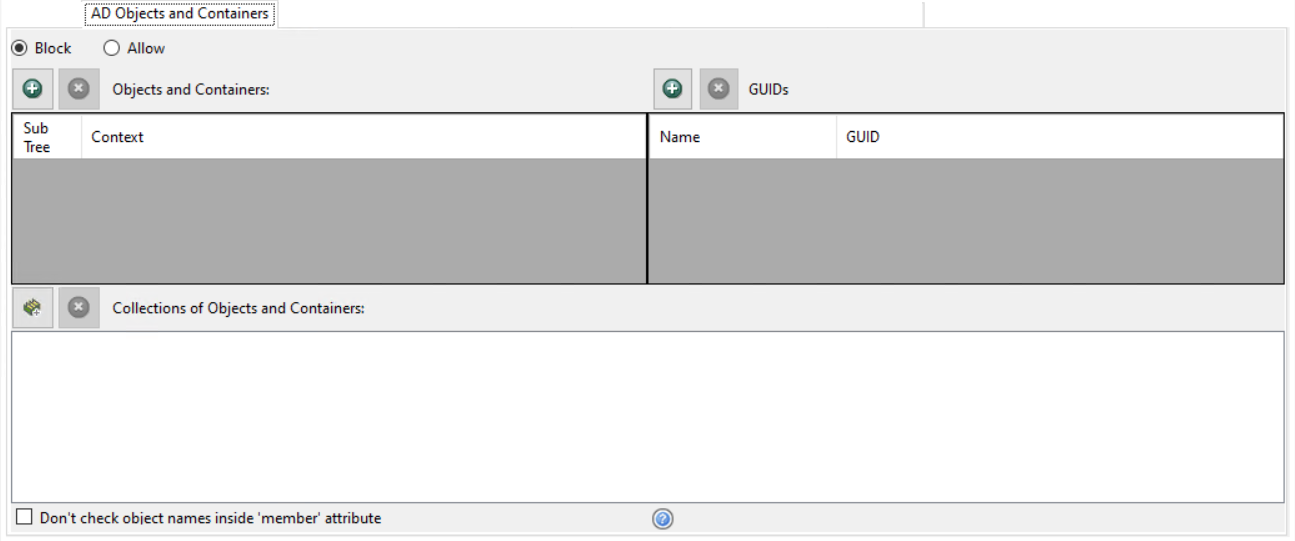 AD Objects and Containers
Block
Allow
Objects and Containers:
GUIDs
Sub
Tree
Context
Name
GUID
Collections of Objects and Containers:
Don't check object names inside 'member' attribute